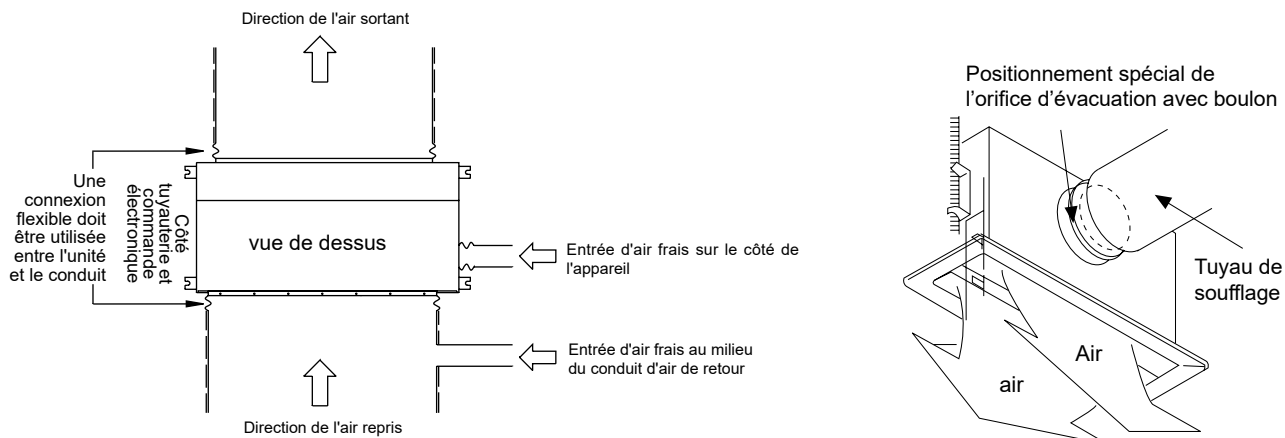 Direction de l'air sortant
Une
connexion
flexible doit
être utilisée
entre l'unité
et le conduit
Côté
tuyauterie et
commande
électronique
vue de dessus
Entrée d'air frais sur le côté de
l'appareil
Entrée d'air frais au milieu
du conduit d'air de retour
Direction de l'air repris
Positionnement spécial de
l'orifice d'évacuation avec boulon
Tuyau de
soufflage
Air
air